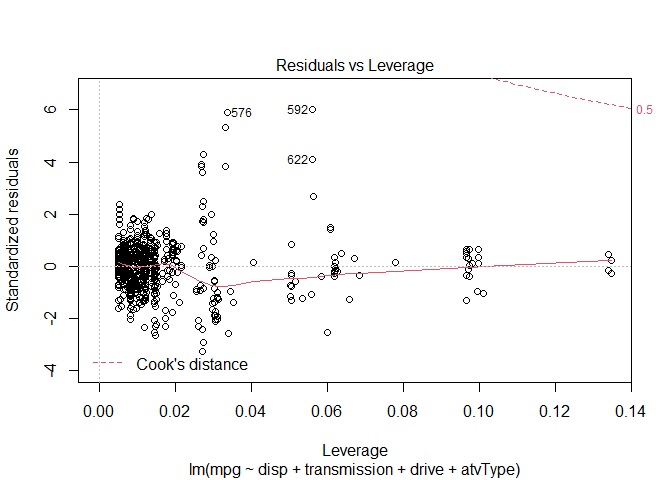 Residuals vs Leverage
Standardized residuals
6
4
2
0
-2
-4
576
592
622
0.5
Cook's distance
0.00 0.02 0.04 0.06 0.08 0.10 0.12 0.14
Leverage
lm(mpg ~ disp + transmission + drive + atvType)